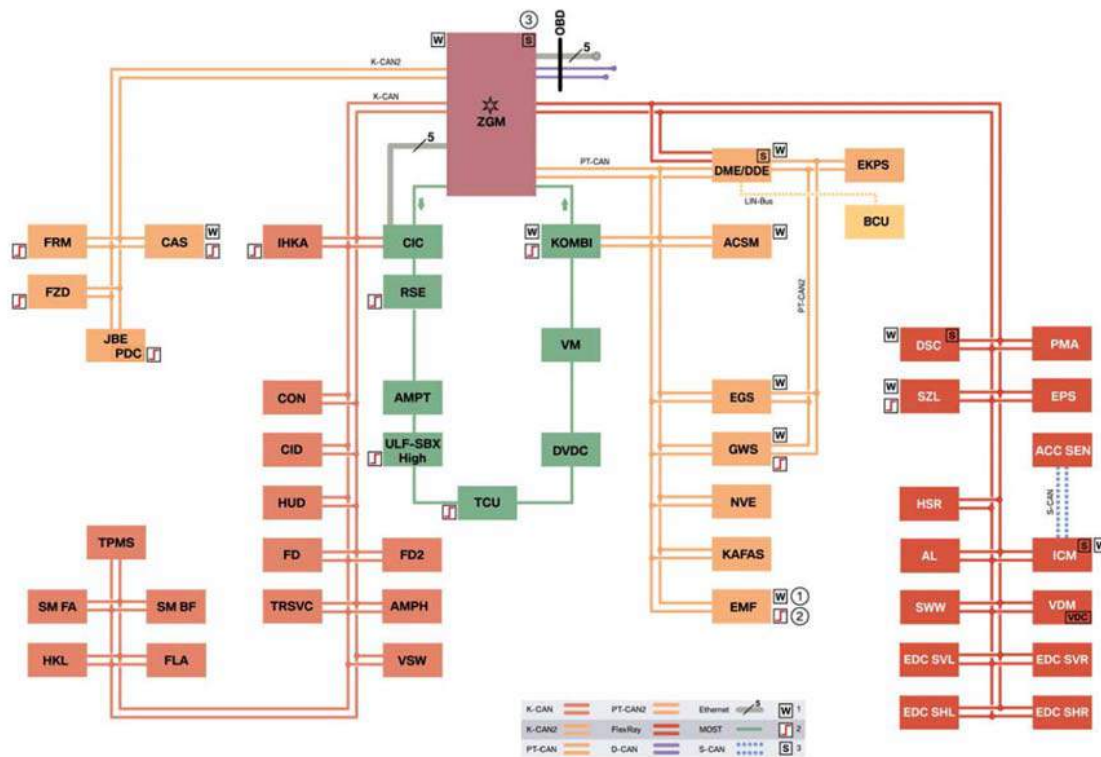 3
OBD
W
S
5
K-CAN2
K-CAN
ZGM
5
PT-CAN
S
W
DME/DDE
EKPS
LIN-Bus
BCU
FRM
CAS
W
IHKA
CIC
W
KOMBI
ACSM
W
FZD
RSE
PT-CAN2
JBE
PDC
VM
W
DSC
S
PMA
CON
AMPT
EGS
W
W
SZL
EPS
CID
ULF-SBX
High
DVDC
GWS
W
ACC SEN
HUD
TCU
NVE
HSR
S-CAN
TPMS
FD
FD2
KAFAS
AL
ICM
S
W
SM FA
SM BF
TRSVC
AMPH
EMF
W
1
2
SWW
VDM
VDC
HKL
FLA
VSW
EDC SVL
EDC SVR
EDC SHL
EDC SHR
K-CAN
PT-CAN2
Ethernet
5
W
1
K-CAN2
FlexRay
MOST
2
PT-CAN
D-CAN
S-CAN
S
3